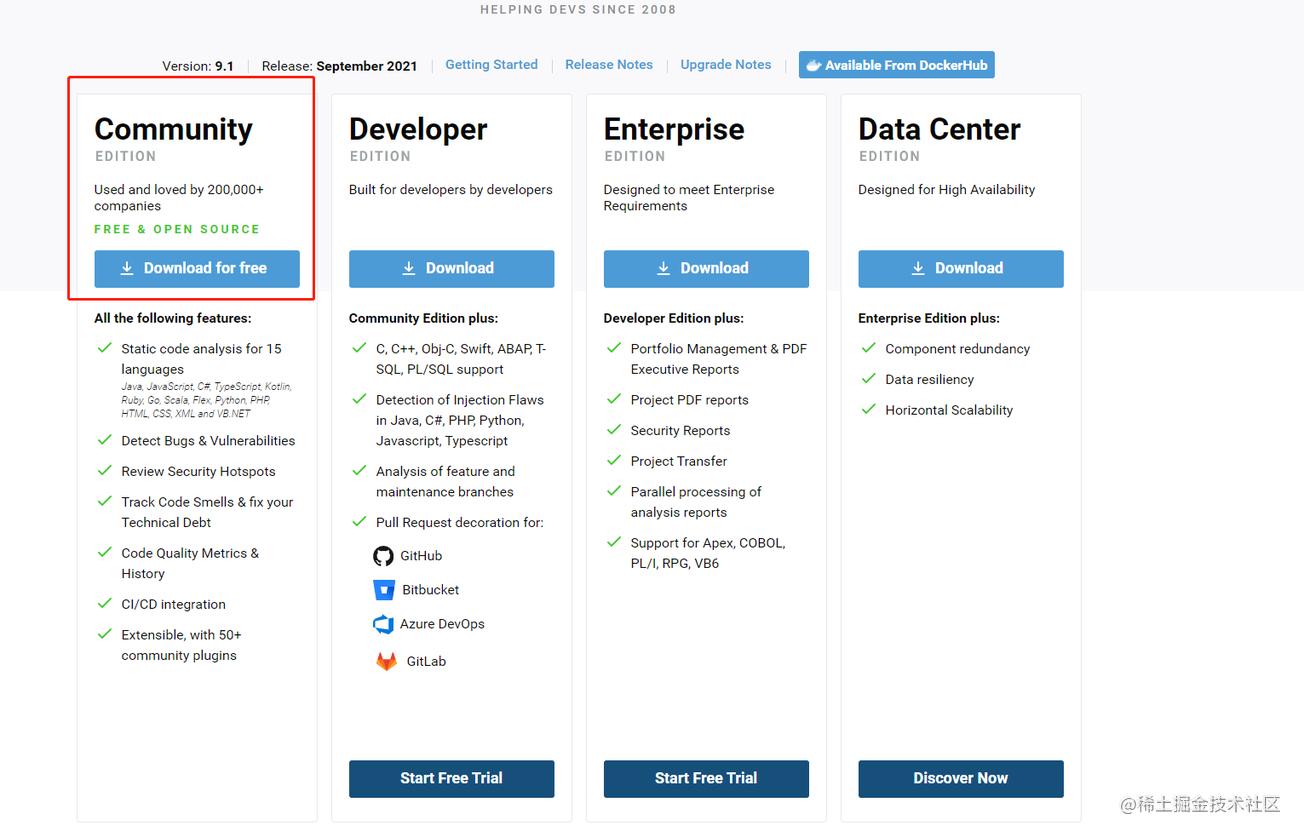 HELPING DEVS SINCE 2008
Version: 9.1
Release: September 2021
Getting Started
Release Notes
Upgrade Notes
Available From DockerHub
Community
EDITION
Used and loved by 200,000+
companies
FREE & OPEN SOURCE
Download for free
All the following features:
Static code analysis for 15
languages
Java, JavaScript, C#, TypeScript, Kotlin,
Ruby, Go, Scala, Flex, Python, PHP,
HTML, CSS, XML and VB.NET
Detect Bugs & Vulnerabilities
Review Security Hotspots
Track Code Smells & fix your
Technical Debt
Code Quality Metrics &
History
CI/CD integration
Extensible, with 50+
community plugins
Developer
EDITION
Built for developers by developers
Download
Community Edition plus:
C, C++, Obj-C, Swift, ABAP, T-
SQL, PL/SQL support
Detection of Injection Flaws
in Java, C#, PHP, Python,
Javascript, Typescript
Analysis of feature and
maintenance branches
Pull Request decoration for:
GitHub
Bitbucket
Azure DevOps
GitLab
Start Free Trial
Enterprise
EDITION
Designed to meet Enterprise
Requirements
Download
Developer Edition plus:
Portfolio Management & PDF
Executive Reports
Project PDF reports
Security Reports
Project Transfer
Parallel processing of
analysis reports
Support for Apex, COBOL,
PL/I, RPG, VB6
Start Free Trial
Data Center
EDITION
Designed for High Availability
Download
Enterprise Edition plus:
Component redundancy
Data resiliency
Horizontal Scalability
Discover Now
@稀土掘金技术社区